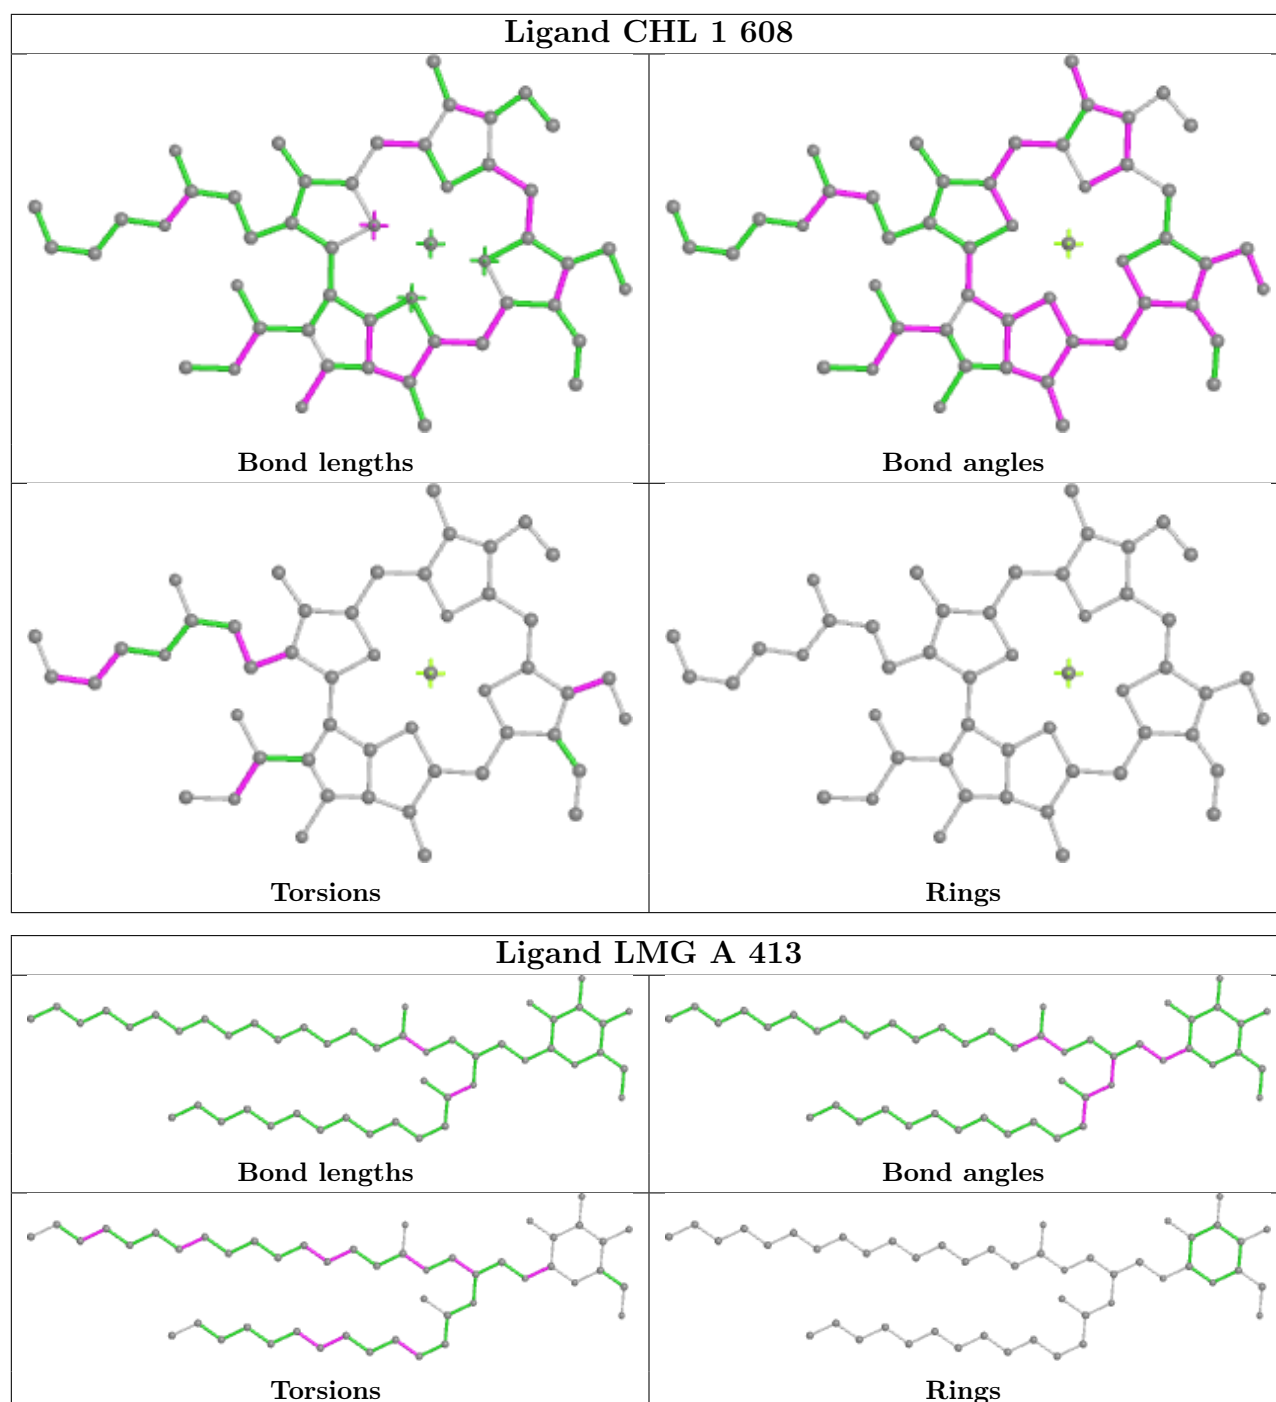 Ligand CHL 1 608
Bond lengths
Bond angles
Torsions
Rings
Ligand LMG A 413
Bond lengths
Bond angles
Torsions
Rings